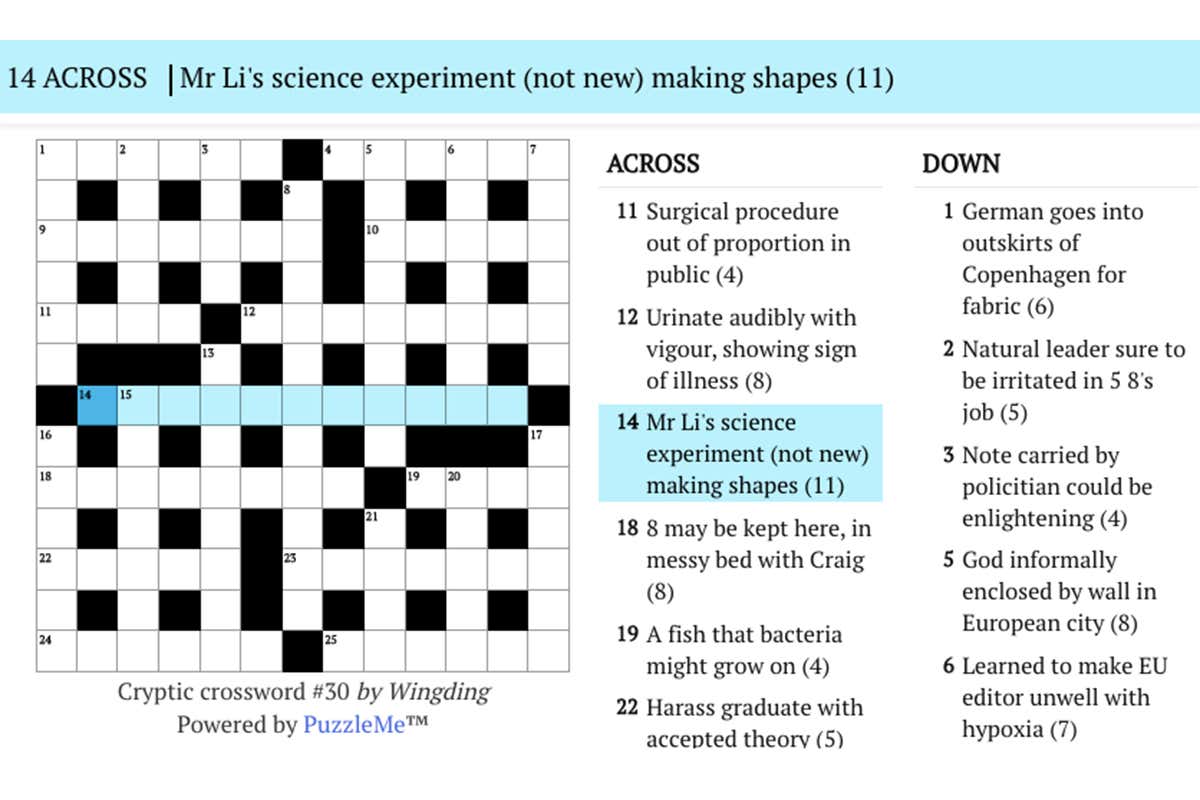 14 ACROSS | Mr Li's science experiment (not new) making shapes (11)
1 2 3 4 5 6 7
8
9 10
11 12
13
14 15
16 17
18 19 20
21
22 23
24 25
Cryptic crossword #30 by Wingding
Powered by PuzzleMe™
ACROSS
11 Surgical procedure
out of proportion in
public (4)
12 Urinate audibly with
vigour, showing sign
of illness (8)
14 Mr Li's science
experiment (not new)
making shapes (11)
18 8 may be kept here, in
messy bed with Craig
(8)
19 A fish that bacteria
might grow on (4)
22 Harass graduate with
accepted theory (5)
DOWN
1 German goes into
outskirts of
Copenhagen for
fabric (6)
2 Natural leader sure to
be irritated in 5 8's
job (5)
3 Note carried by
policitian could be
enlightening (4)
5 God informally
enclosed by wall in
European city (8)
6 Learned to make EU
editor unwell with
hypoxia (7)